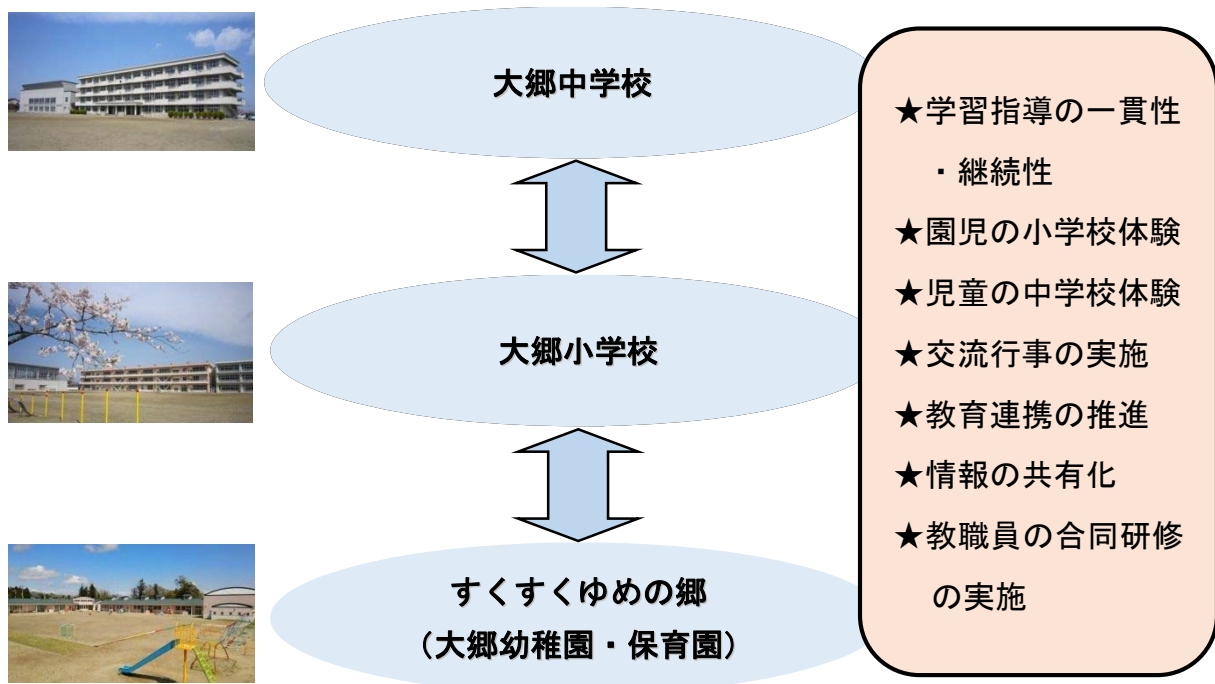 大郷中学校
大郷小学校
すくすくゆめの郷
（大郷幼稚園・保育園）
★学習指導の一貫性
・継続性
★園児の小学校体験
★児童の中学校体験
★交流行事の実施
★教育連携の推進
★情報の共有化
★教職員の合同研修
の実施